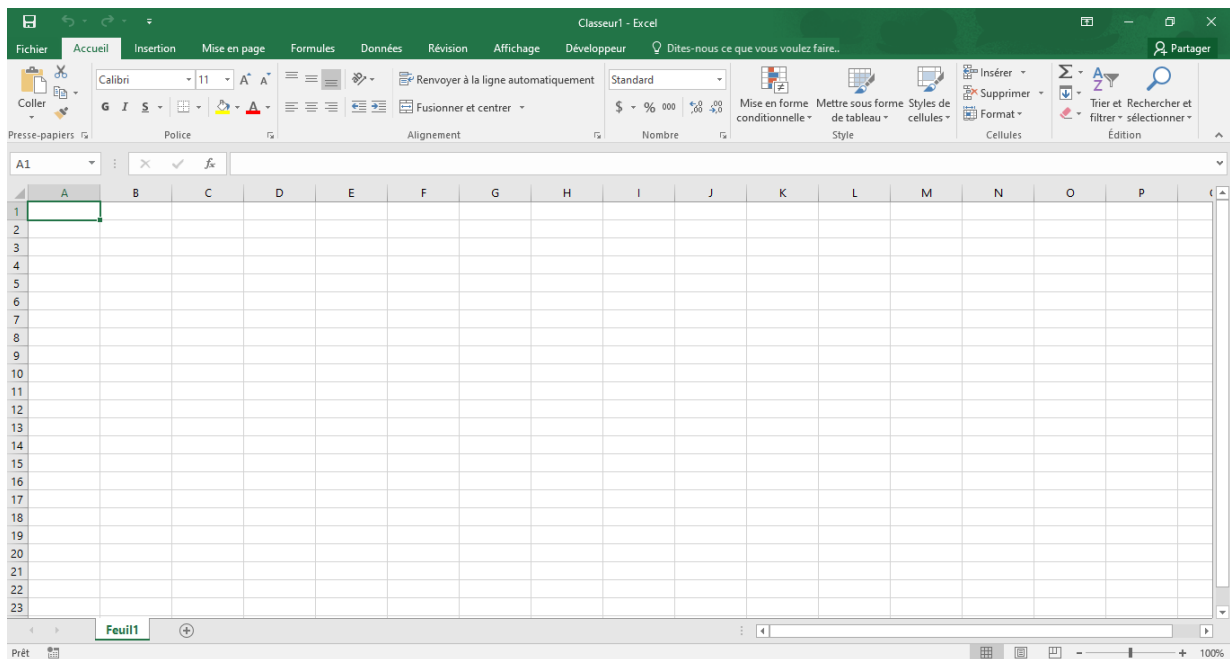 Classeur1 - Excel
Fichier Accueil Insertion Mise en page Formules Données Révision Affichage Développeur Dites-nous ce que vous voulez faire.. Partager
Coller
Calibri 11 A A Renvoyer à la ligne automatiquement Standard
G I S A Fusionner et centrer $ % 000 ,00
Mise en forme conditionnelle
Mettre sous forme de tableau
Styles de cellules
Insérer
Supprimer
Format
Σ
Trier et filtrer
Rechercher et sélectionner
Presse-papiers Police Alignement Nombre Style Cellules Édition
A1 fx
A B C D E F G H I J K L M N O P
1
2
3
4
5
6
7
8
9
10
11
12
13
14
15
16
17
18
19
20
21
22
23
Feuil1
Prêt 100%